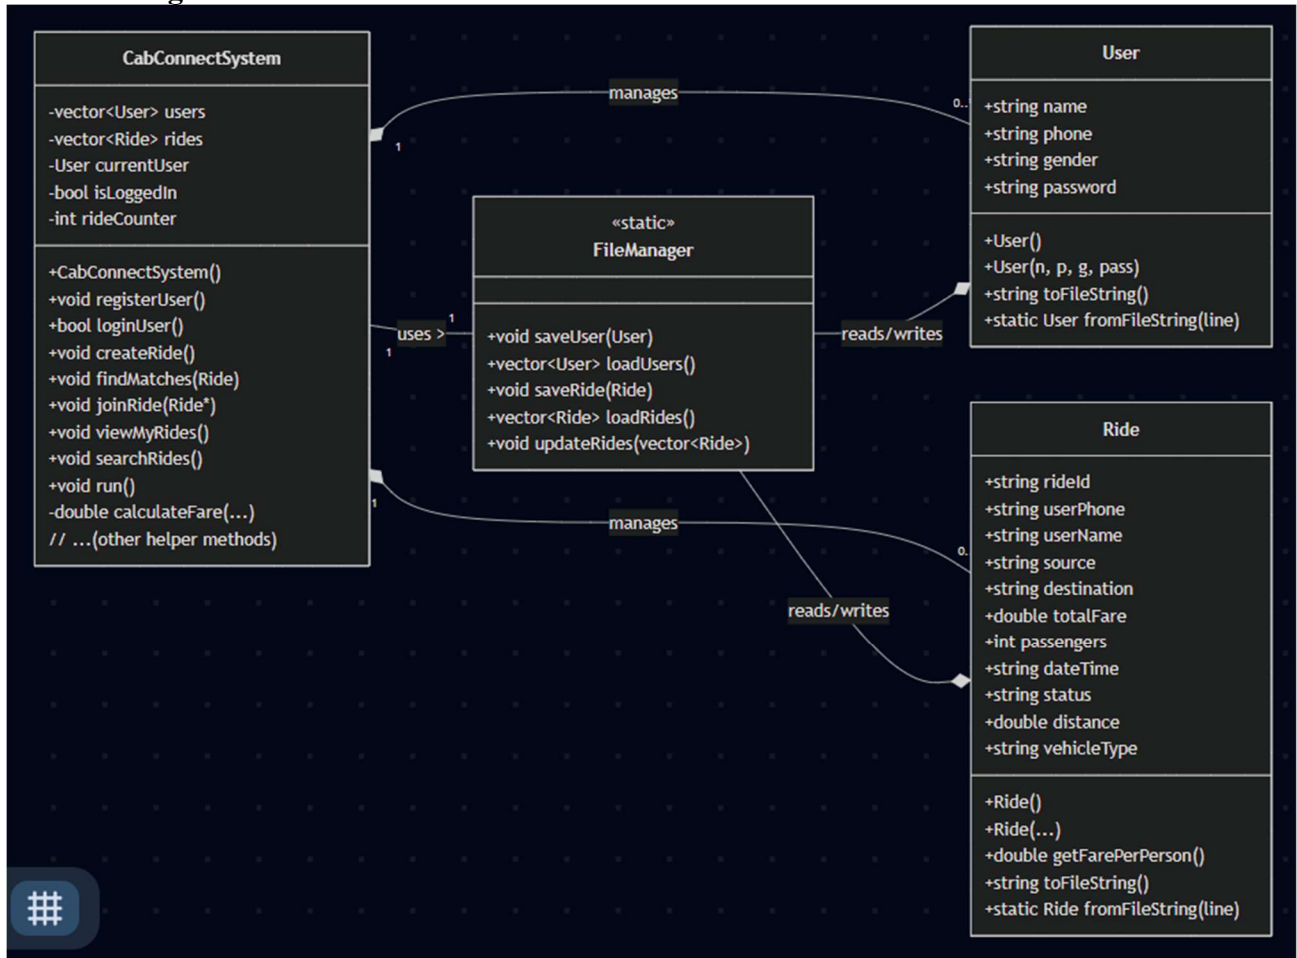 CabConnectSystem
-vector<User> users
-vector<Ride> rides
-User currentUser
-bool isLoggedIn
-int rideCounter
+CabConnectSystem()
+void registerUser()
+bool loginUser()
+void createRide()
+void findMatches(Ride)
+void joinRide(Ride*)
+void viewMyRides()
+void searchRides()
+void run()
-double calculateFare(...)
// ...(other helper methods)
manages
1
0..
uses >
1
1
«static»
FileManager
+void saveUser(User)
+vector<User> loadUsers()
+void saveRide(Ride)
+vector<Ride> loadRides()
+void updateRides(vector<Ride>)
reads/writes
manages
1
0..
reads/writes
User
+string name
+string phone
+string gender
+string password
+User()
+User(n, p, g, pass)
+string toFileString()
+static User fromFileString(line)
Ride
+string rideId
+string userPhone
+string userName
+string source
+string destination
+double totalFare
+int passengers
+string dateTime
+string status
+double distance
+string vehicleType
+Ride()
+Ride(...)
+double getFarePerPerson()
+string toFileString()
+static Ride fromFileString(line)